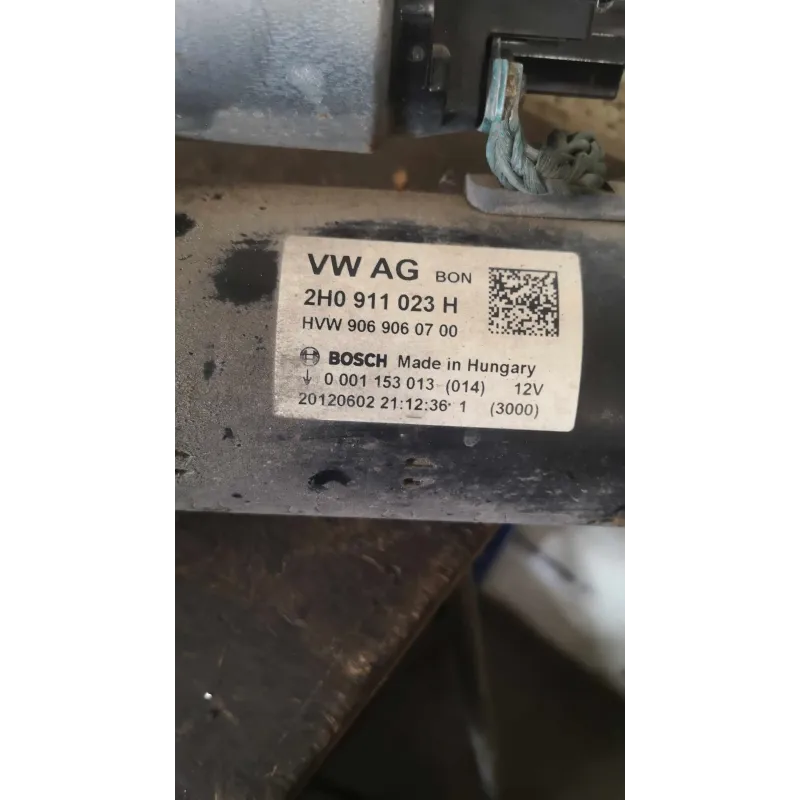 VW AG BON
2H0 911 023 H
HVW 906 906 07 00
BOSCH Made in Hungary
0 001 153 013 (014) 12V
20120602 21:12:36 1 (3000)